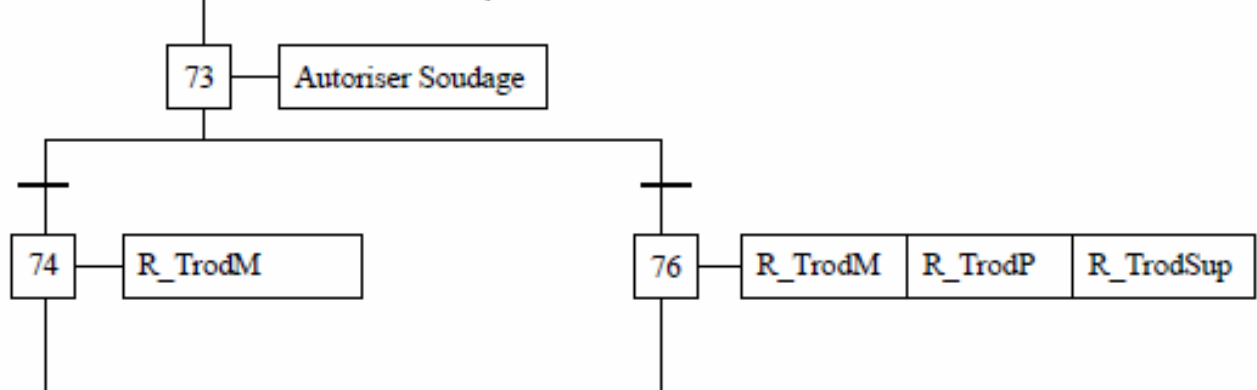 73 Autoriser Soudage
74 R_TrodM 76 R_TrodM R_TrodP R_TrodSup